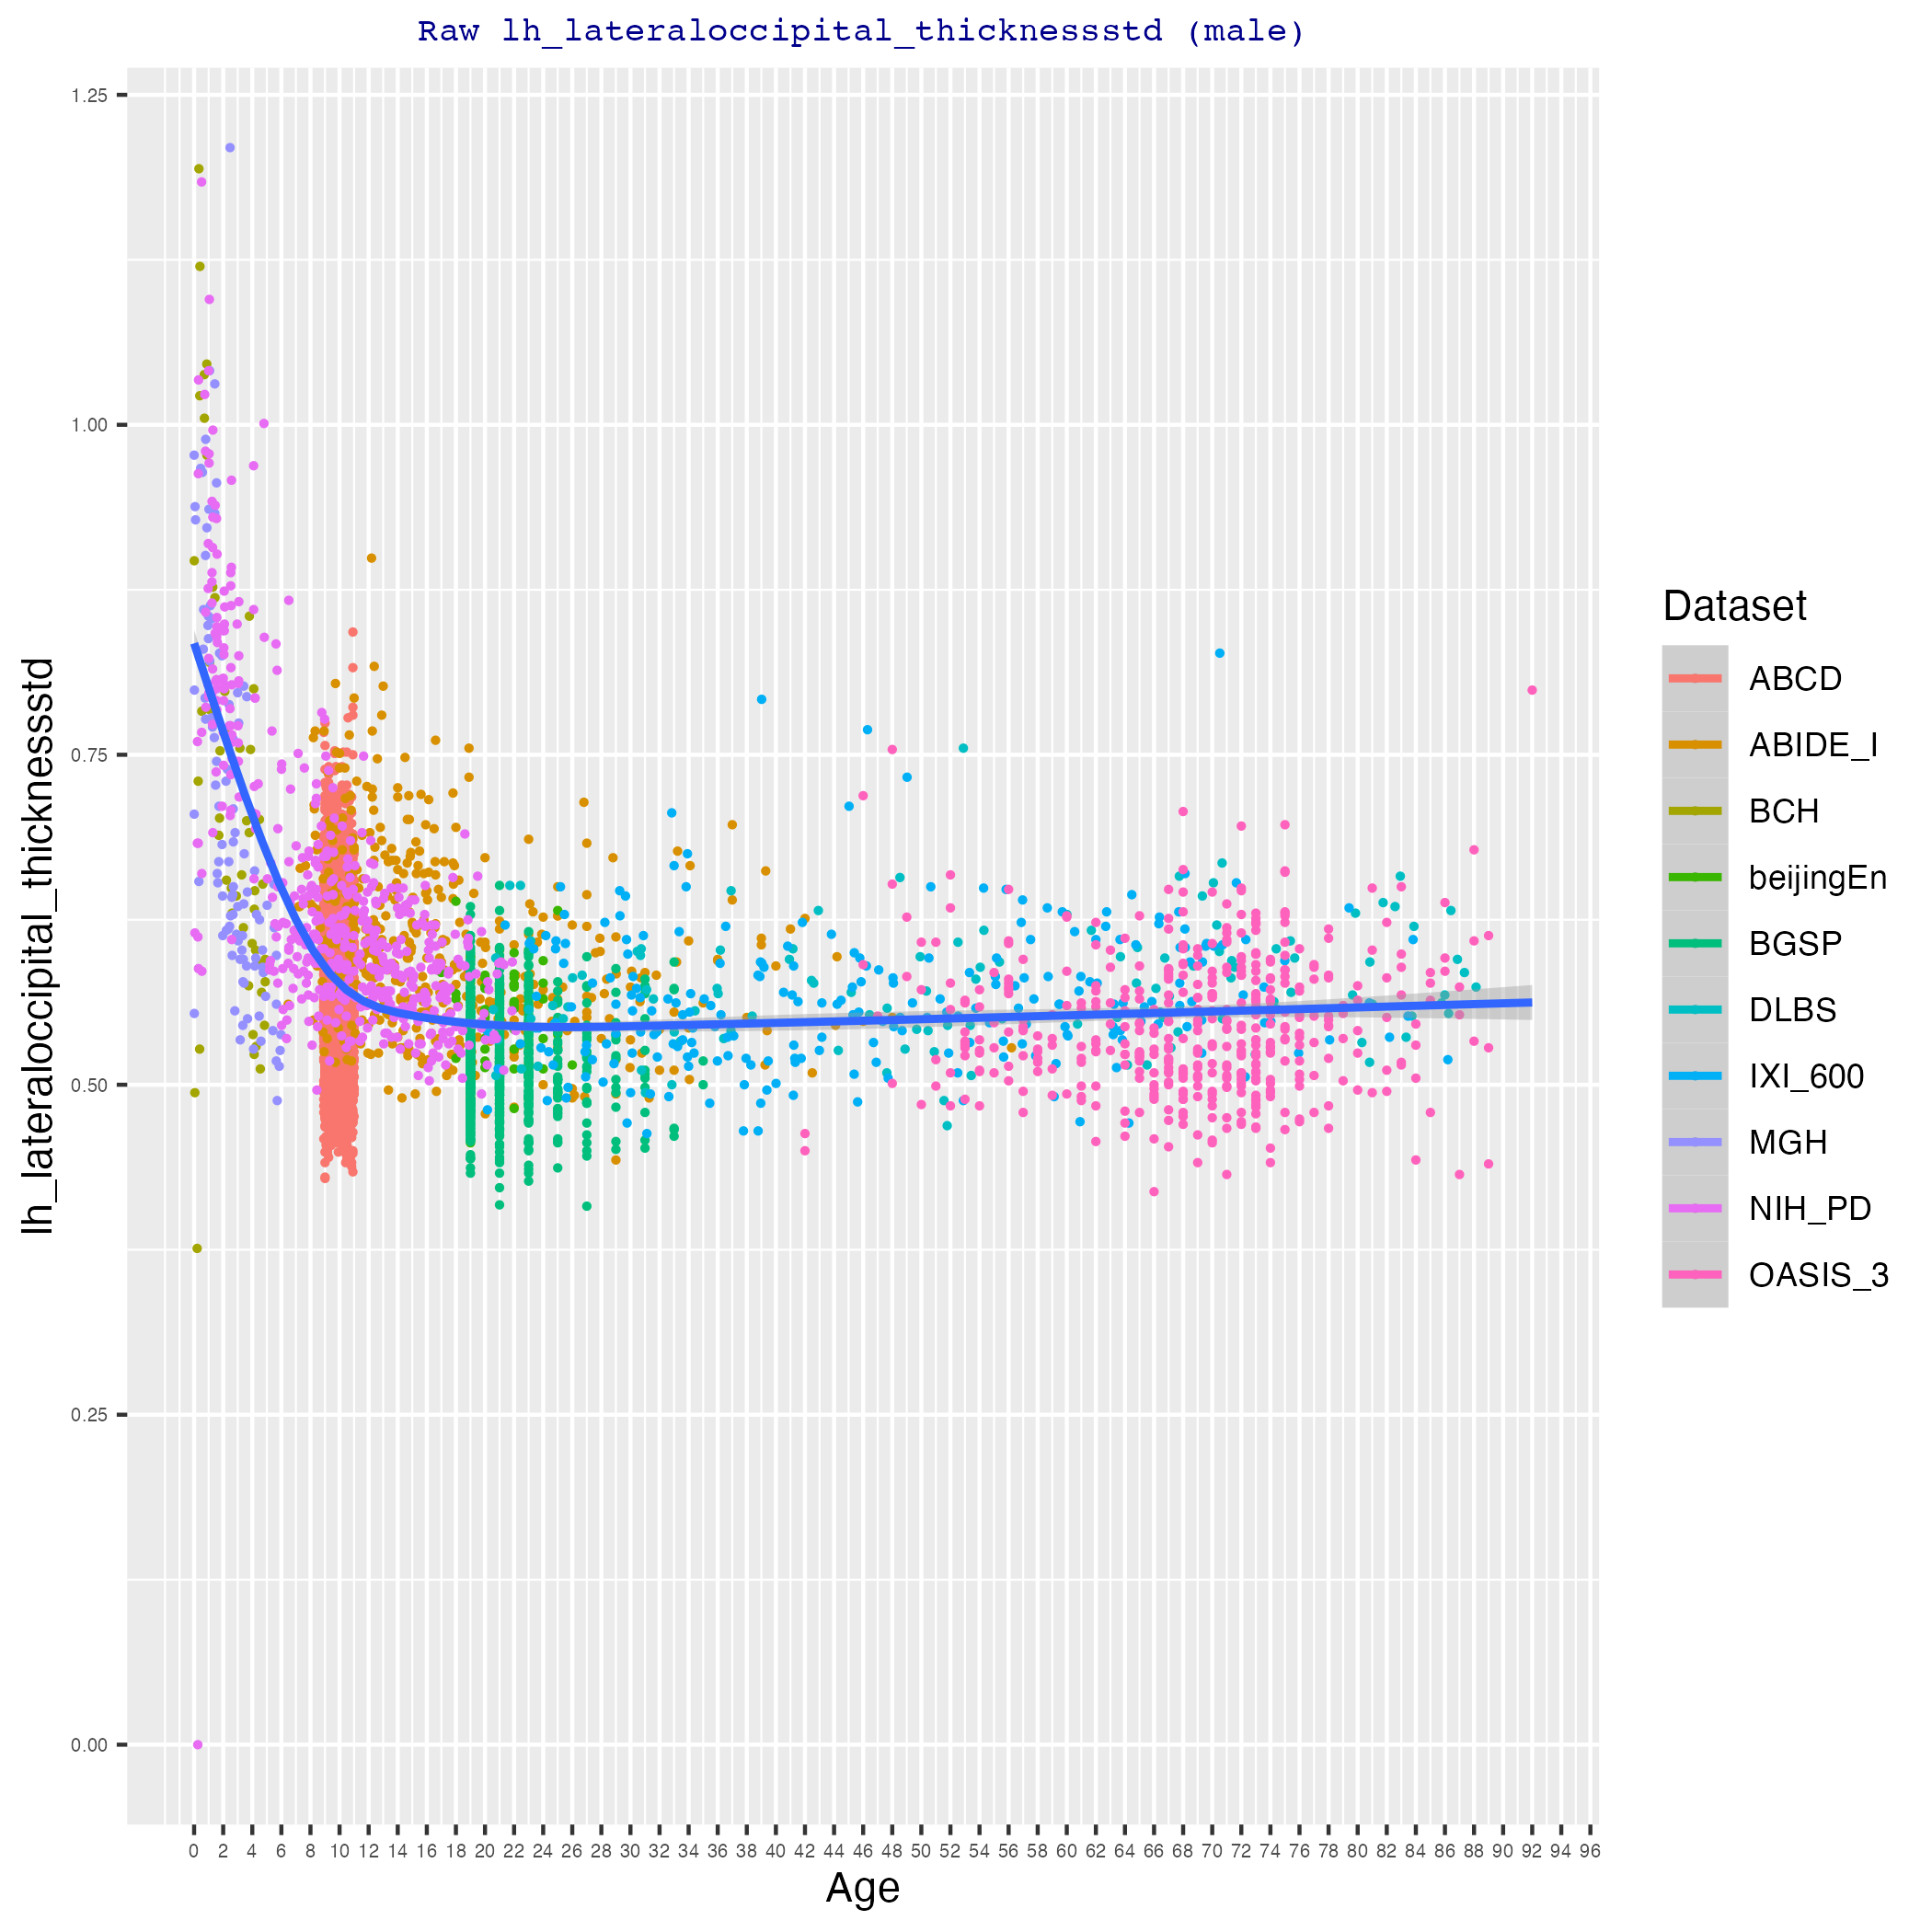 Raw lh_lateraloccipital_thicknessstd (male)
lh_lateraloccipital_thicknessstd
1.25
1.00
0.75
0.50
0.25
0.00
0 2 4 6 8 10 12 14 16 18 20 22 24 26 28 30 32 34 36 38 40 42 44 46 48 50 52 54 56 58 60 62 64 66 68 70 72 74 76 78 80 82 84 86 88 90 92 94 96
Age
Dataset
ABCD
ABIDE_I
BCH
beijingEn
BGSP
DLBS
IXI_600
MGH
NIH_PD
OASIS_3